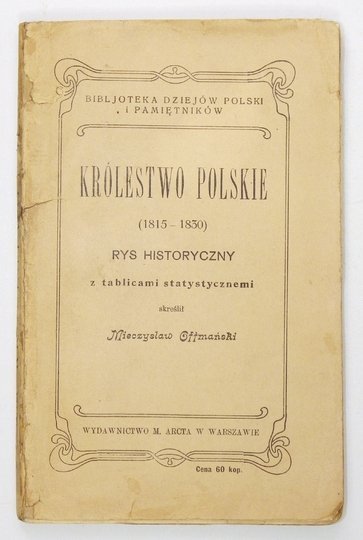 BIBLJOTEKA DZIEJÓW POLSKI
I PAMIĘTNIKÓW
KRÓLESTWO POLSKIE
(1815 – 1830)
RYS HISTORYCZNY
z tablicami statystycznemi
skreślił
Mieczysław Offmański
WYDAWNICTWO M. ARCTA W WARSZAWIE
Cena 60 kop.